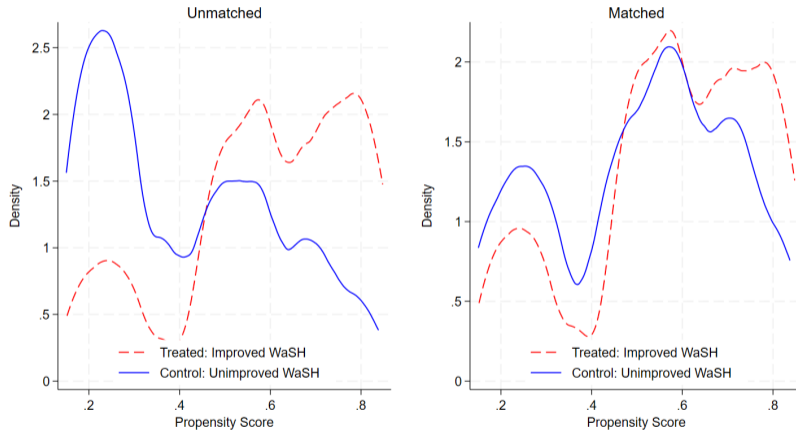 Unmatched
Density
2.5
2
1.5
1
.5
0
Treated: Improved WaSH
Control: Unimproved WaSH
.2 .4 .6 .8
Propensity Score
Matched
Density
2
1.5
1
.5
0
Treated: Improved WaSH
Control: Unimproved WaSH
.2 .4 .6 .8
Propensity Score